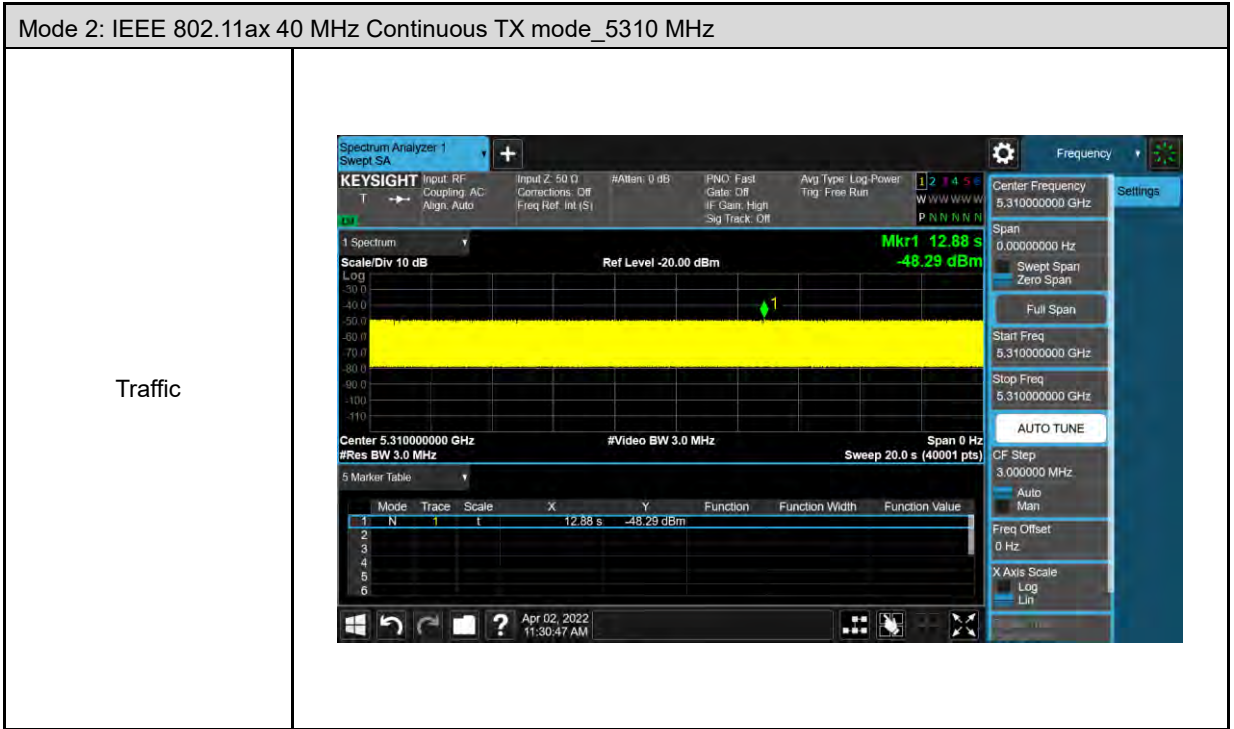 Mode 2: IEEE 802.11ax 40 MHz Continuous TX mode_5310 MHz
Traffic
Spectrum Analyzer 1
Swept SA
Frequency
KEYSIGHT Input: RF Input Z: 50 Ω #Atten: 0 dB PNO: Fast Avg Type: Log-Power 1 2 3 4 5 6
T Coupling: AC Corrections: Off Gate: Off Trig: Free Run W W W W W W
Align: Auto Freq Ref: Int (S) IF Gain: High P N N N N N
Sig Track: Off
Center Frequency
5.310000000 GHz
Settings
1 Spectrum
Mkr1 12.88 s
Scale/Div 10 dB Ref Level -20.00 dBm -48.29 dBm
Log
-30.0
-40.0
-50.0
-60.0
-70.0
-80.0
-90.0
-100
-110
1
Center 5.310000000 GHz #Video BW 3.0 MHz Span 0 Hz
#Res BW 3.0 MHz Sweep 20.0 s (40001 pts)
Span
0.00000000 Hz
Swept Span
Zero Span
Full Span
Start Freq
5.310000000 GHz
Stop Freq
5.310000000 GHz
AUTO TUNE
CF Step
3.000000 MHz
Auto
Man
Freq Offset
0 Hz
X Axis Scale
Log
Lin
5 Marker Table
Mode Trace Scale X Y Function Function Width Function Value
1 N 1 t 12.88 s -48.29 dBm
2
3
4
5
6
? Apr 02, 2022
11:30:47 AM